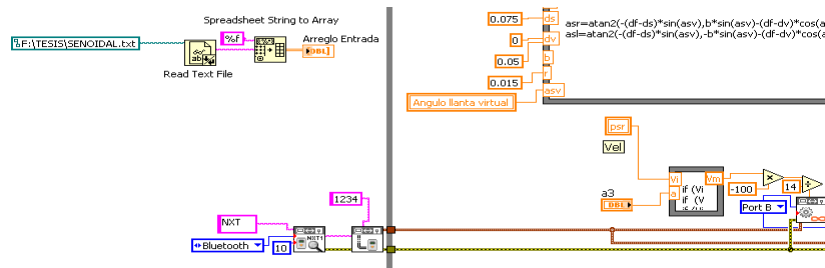 Spreadsheet String to Array
F:\TESIS\SENOIDAL.txt
%f
Arreglo Entrada
DBL
Read Text File
0.075
ds
asr=atan2(-(df-ds)*sin(asv),b*sin(asv)-(df-dv)*cos(a
asl=atan2(-(df-ds)*sin(asv),-b*sin(asv)-(df-dv)*cos(a
0
dv
0.05
b
0.015
r
Angulo llanta virtual
asv
psr
Vel
Vi
Vm
if (Vi
if (V
a
a3
DBL
-100
14
Port B
1234
NXT
NXT1
Bluetooth
10